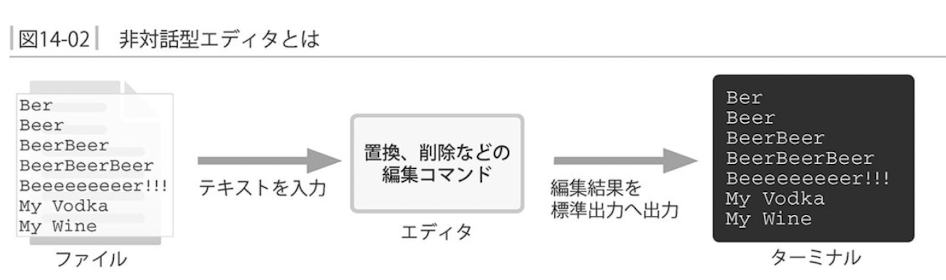 図14-02 非対話型エディタとは
Ber
Beer
BeerBeer
BeerBeerBeer
Beeeeeeeeer!!!
My Vodka
My Wine
ファイル
テキストを入力
置換、削除などの
編集コマンド
エディタ
編集結果を
標準出力へ出力
Ber
Beer
BeerBeer
BeerBeerBeer
Beeeeeeeeer!!!
My Vodka
My Wine
ターミナル